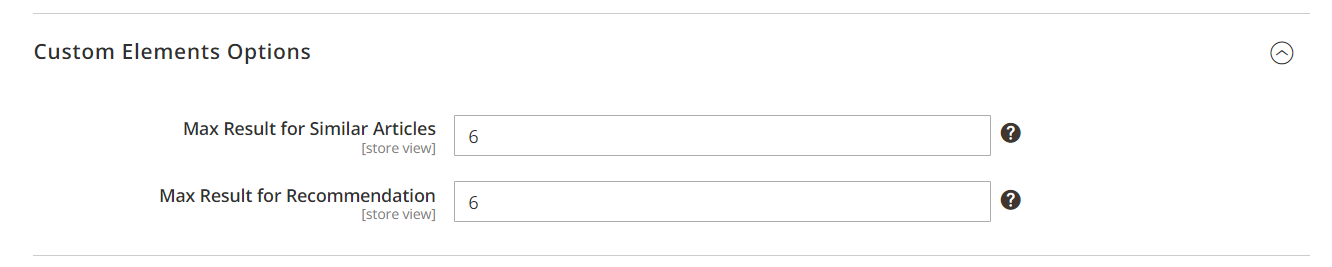 Custom Elements Options
Max Result for Similar Articles
[store view]
6
?
Max Result for Recommendation
[store view]
6
?